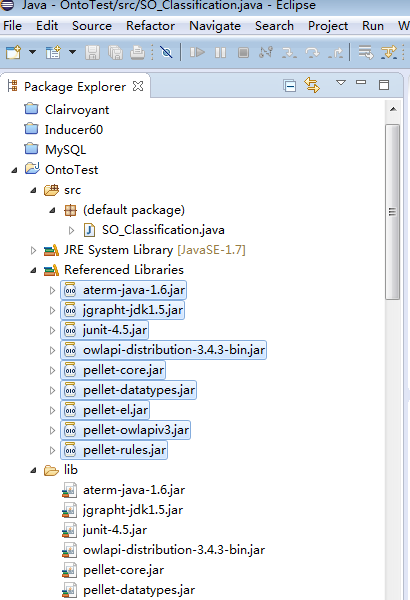 Java - OntoTest/src/SO_Classification.java - Eclipse
File Edit Source Refactor Navigate Search Project Run W
Package Explorer
Clairvoyant
Inducer60
MySQL
OntoTest
src
(default package)
SO_Classification.java
JRE System Library [JavaSE-1.7]
Referenced Libraries
aterm-java-1.6.jar
jgrapht-jdk1.5.jar
junit-4.5.jar
owlapi-distribution-3.4.3-bin.jar
pellet-core.jar
pellet-datatypes.jar
pellet-el.jar
pellet-owlapiv3.jar
pellet-rules.jar
lib
aterm-java-1.6.jar
jgrapht-jdk1.5.jar
junit-4.5.jar
owlapi-distribution-3.4.3-bin.jar
pellet-core.jar
pellet-datatypes.jar